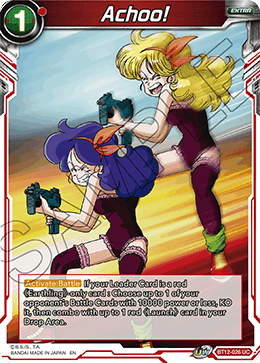 1
Achoo!
EXTRA
SAMPLE
Activate:Battle If your Leader Card is a red
《Earthling》-only card : Choose up to 1 of your
opponent's Battle Cards with 10000 power or less, KO
it, then combo with up to 1 red 〈Launch〉 card in your
Drop Area.
©B.S./S., T.A.
BANDAI MADE IN JAPAN EN
BT12-026 UC